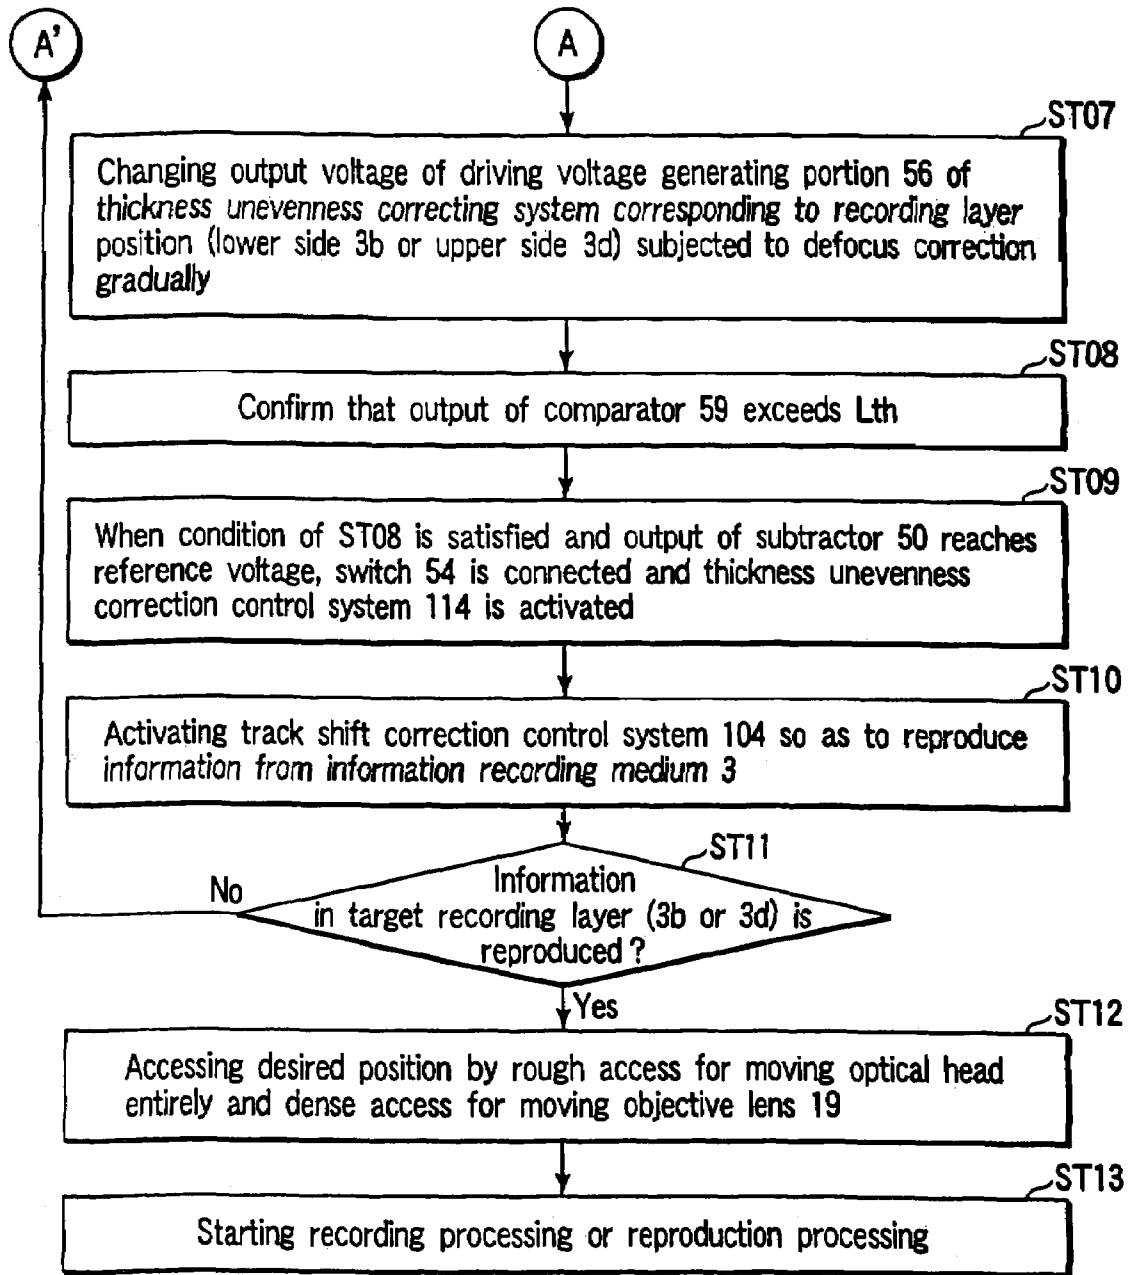 A'
A
ST07
Changing output voltage of driving voltage generating portion 56 of
thickness unevenness correcting system corresponding to recording layer
position (lower side 3b or upper side 3d) subjected to defocus correction
gradually
ST08
Confirm that output of comparator 59 exceeds Lth
ST09
When condition of ST08 is satisfied and output of subtractor 50 reaches
reference voltage, switch 54 is connected and thickness unevenness
correction control system 114 is activated
ST10
Activating track shift correction control system 104 so as to reproduce
information from information recording medium 3
ST11
No
Information
in target recording layer (3b or 3d) is
reproduced?
Yes
ST12
Accessing desired position by rough access for moving optical head
entirely and dense access for moving objective lens 19
ST13
Starting recording processing or reproduction processing